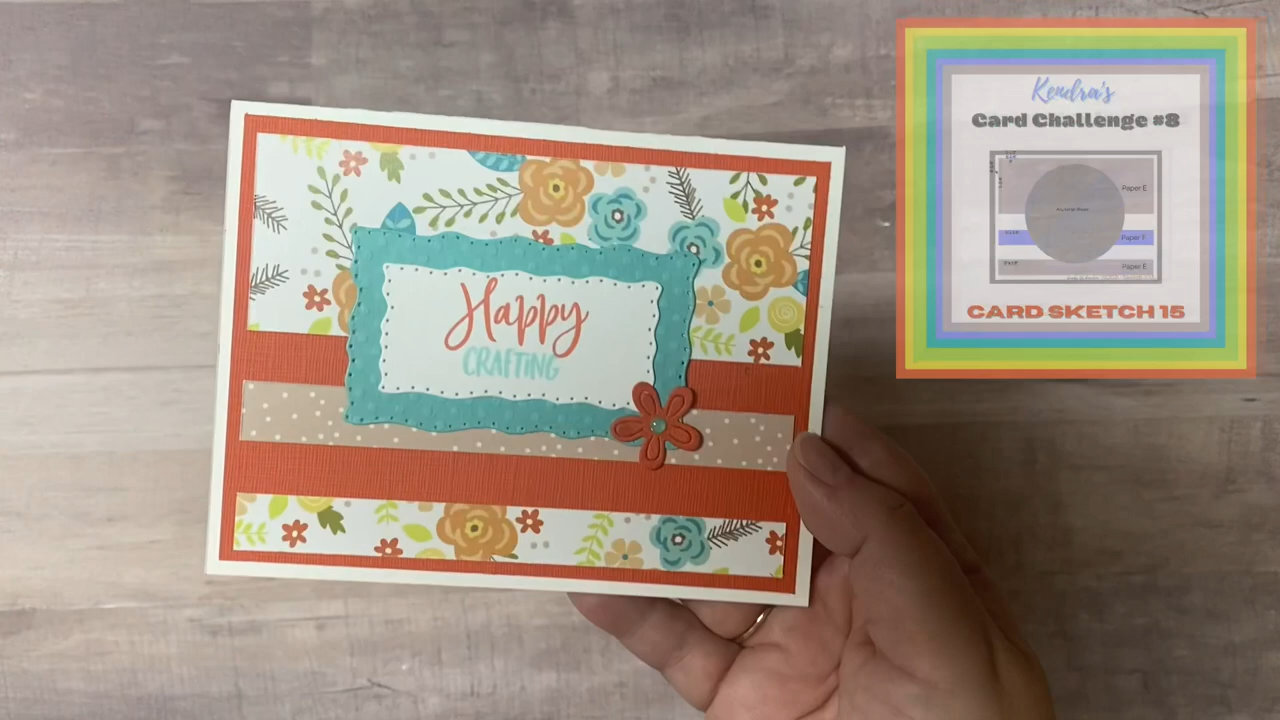 Happy
CRAFTING
Kendra's
Card Challenge #8
Paper E
Paper F
Paper E
CARD SKETCH 15